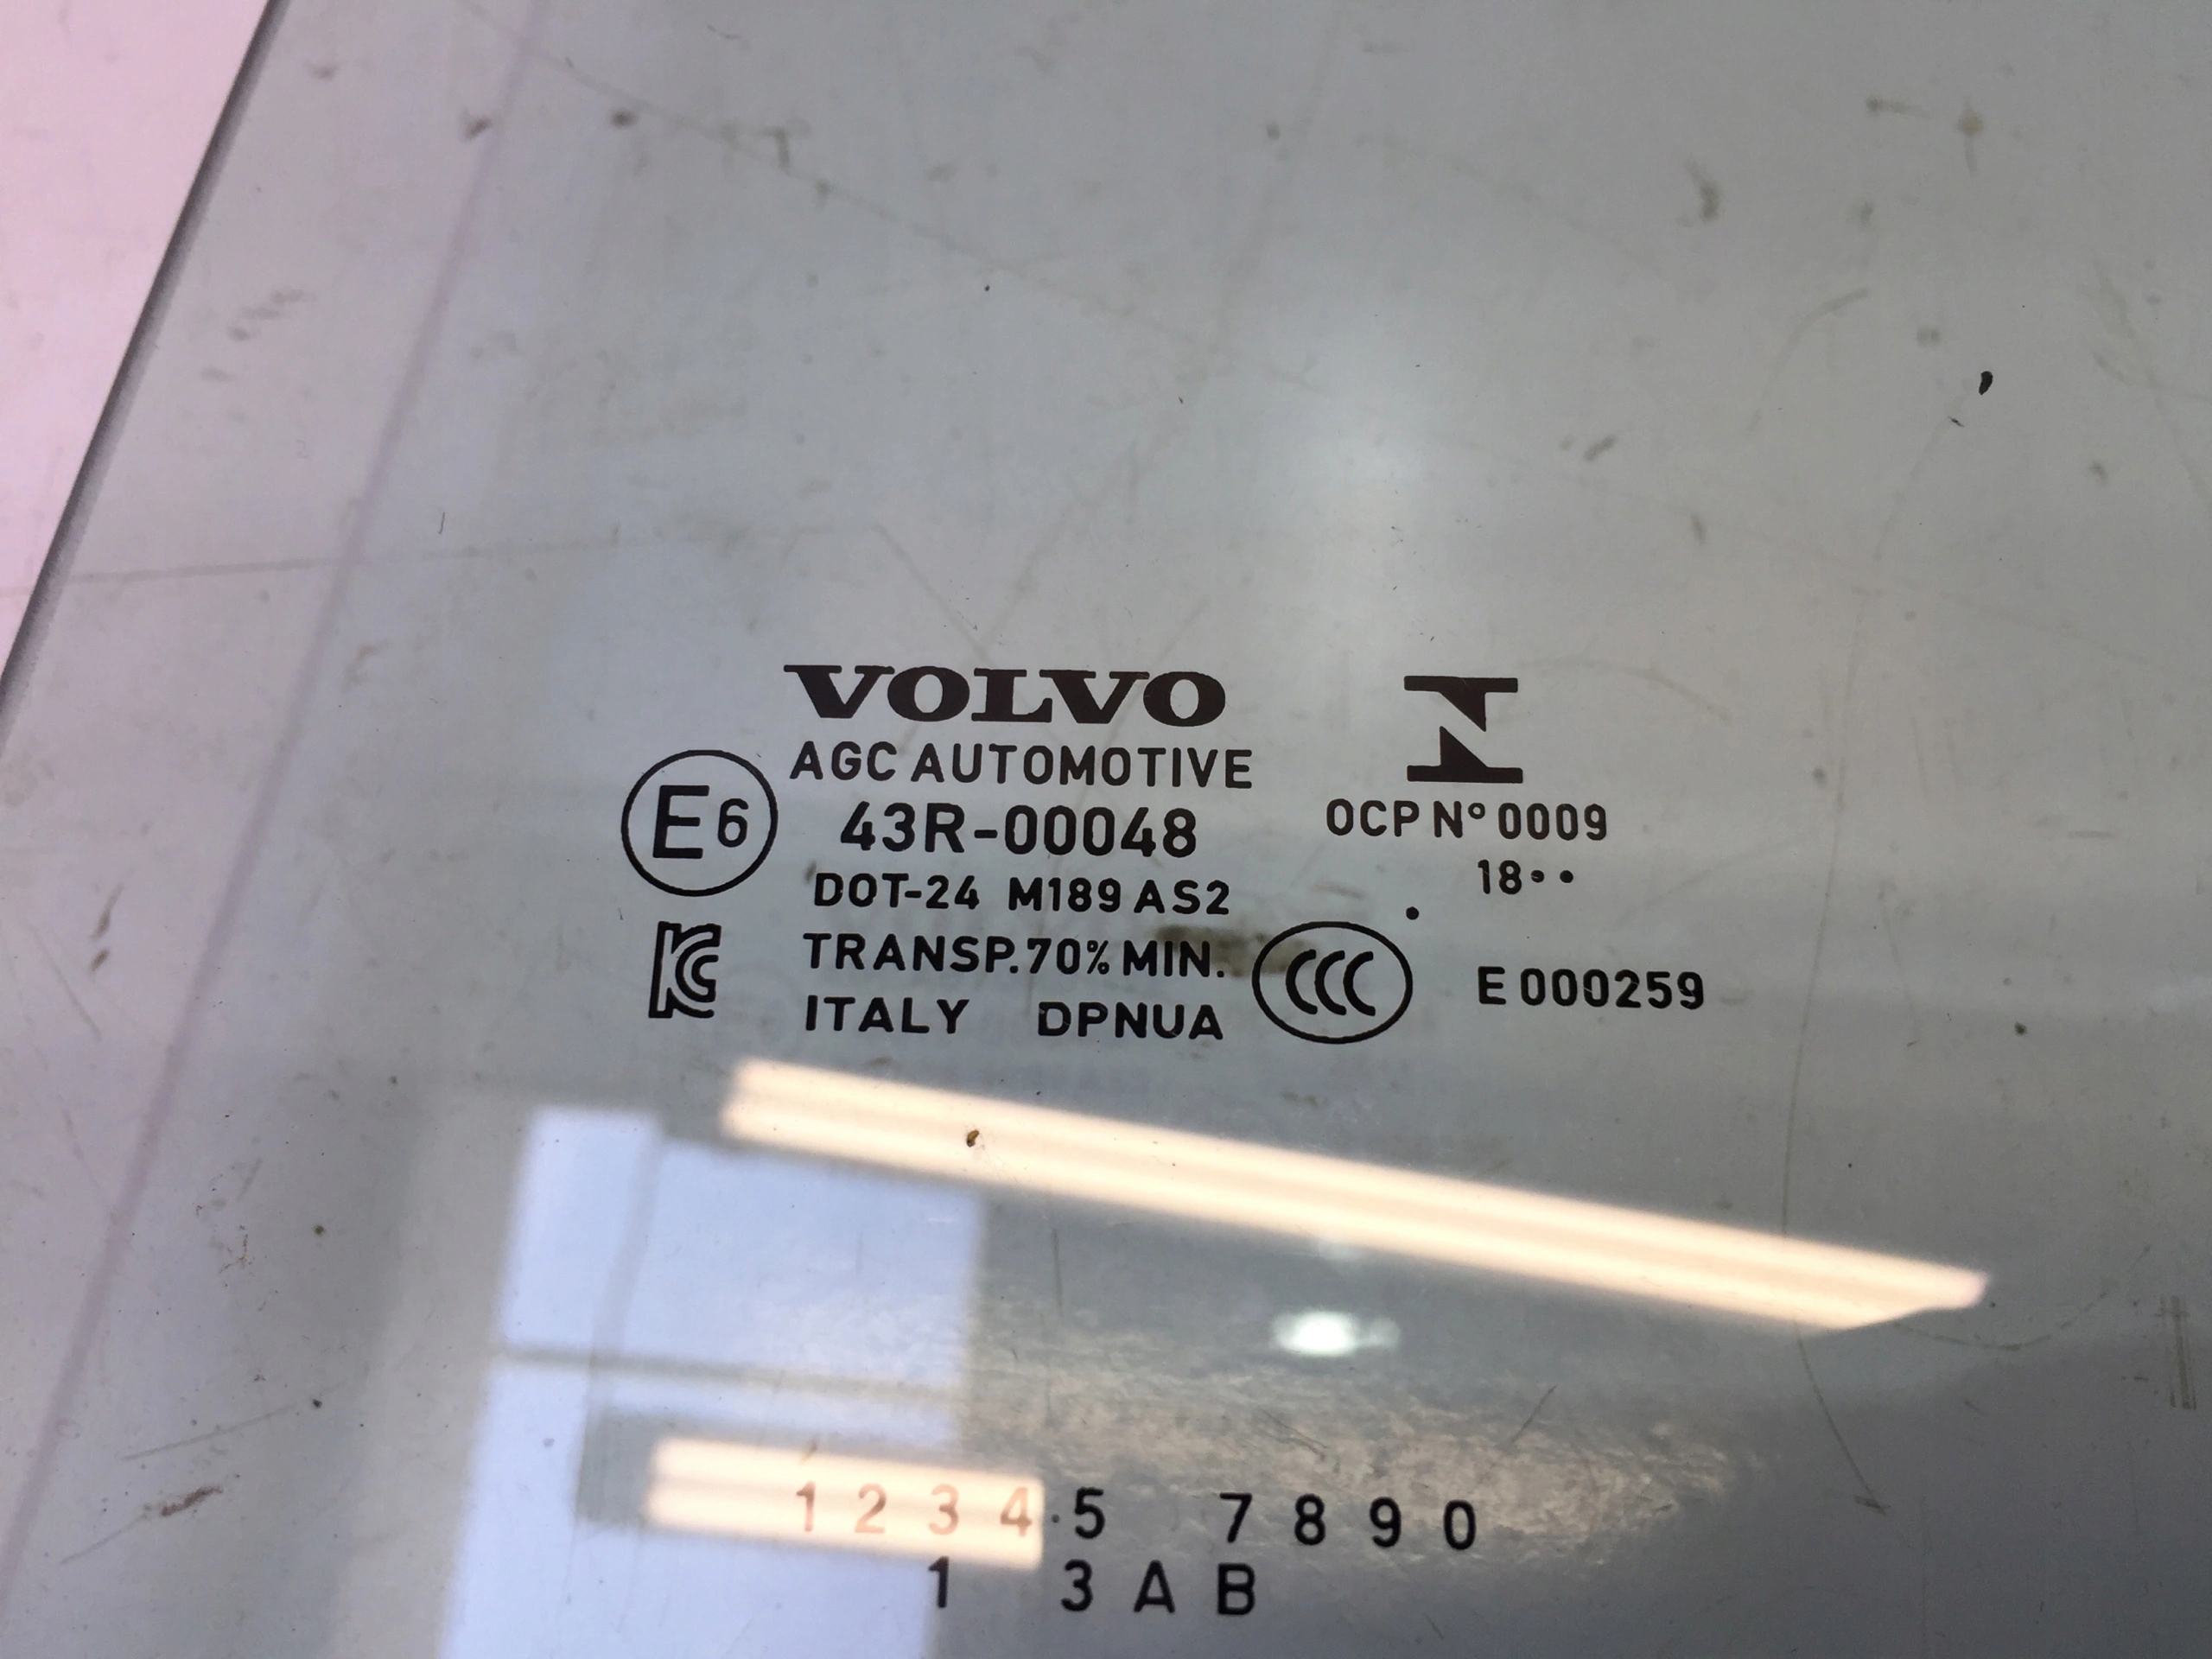 VOLVO
AGC AUTOMOTIVE
E6
43R-00048
OCP N° 0009
DOT-24 M189 AS2
18••
KC
TRANSP. 70% MIN.
CCC
E 000259
ITALY DPNUA
1 2 3 4 . 5 7 8 9 0
1 3 A B